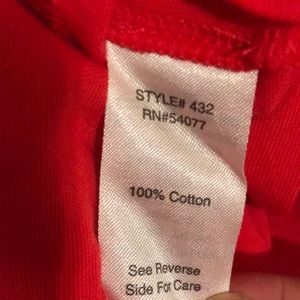 STYLE# 432
RN#54077
100% Cotton
See Reverse
Side For Care